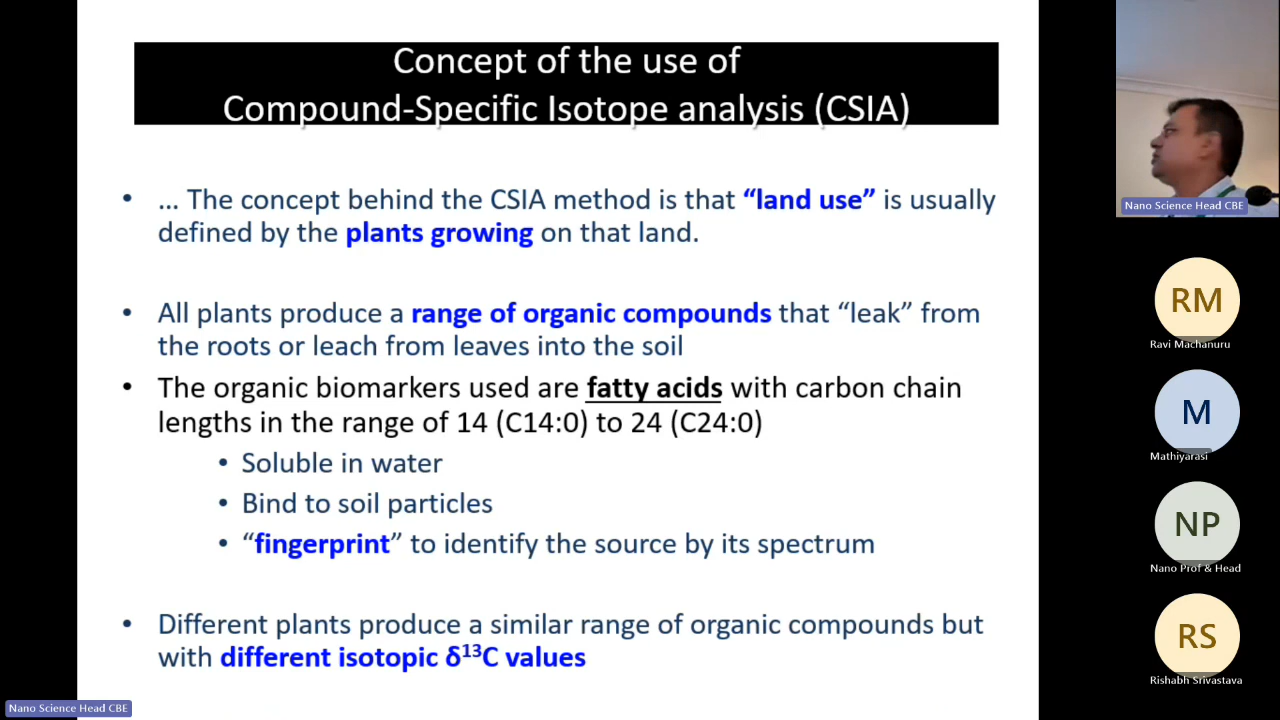 Concept of the use of
Compound-Specific Isotope analysis (CSIA)
• … The concept behind the CSIA method is that “land use” is usually
defined by the plants growing on that land.
• All plants produce a range of organic compounds that “leak” from
the roots or leach from leaves into the soil
• The organic biomarkers used are fatty acids with carbon chain
lengths in the range of 14 (C14:0) to 24 (C24:0)
• Soluble in water
• Bind to soil particles
• “fingerprint” to identify the source by its spectrum
• Different plants produce a similar range of organic compounds but
with different isotopic δ¹³C values
Nano Science Head CBE
Nano Science Head CBE
RM
Ravi Machanuru
M
Mathiyarasi
NP
Nano Prof & Head
RS
Rishabh Srivastava